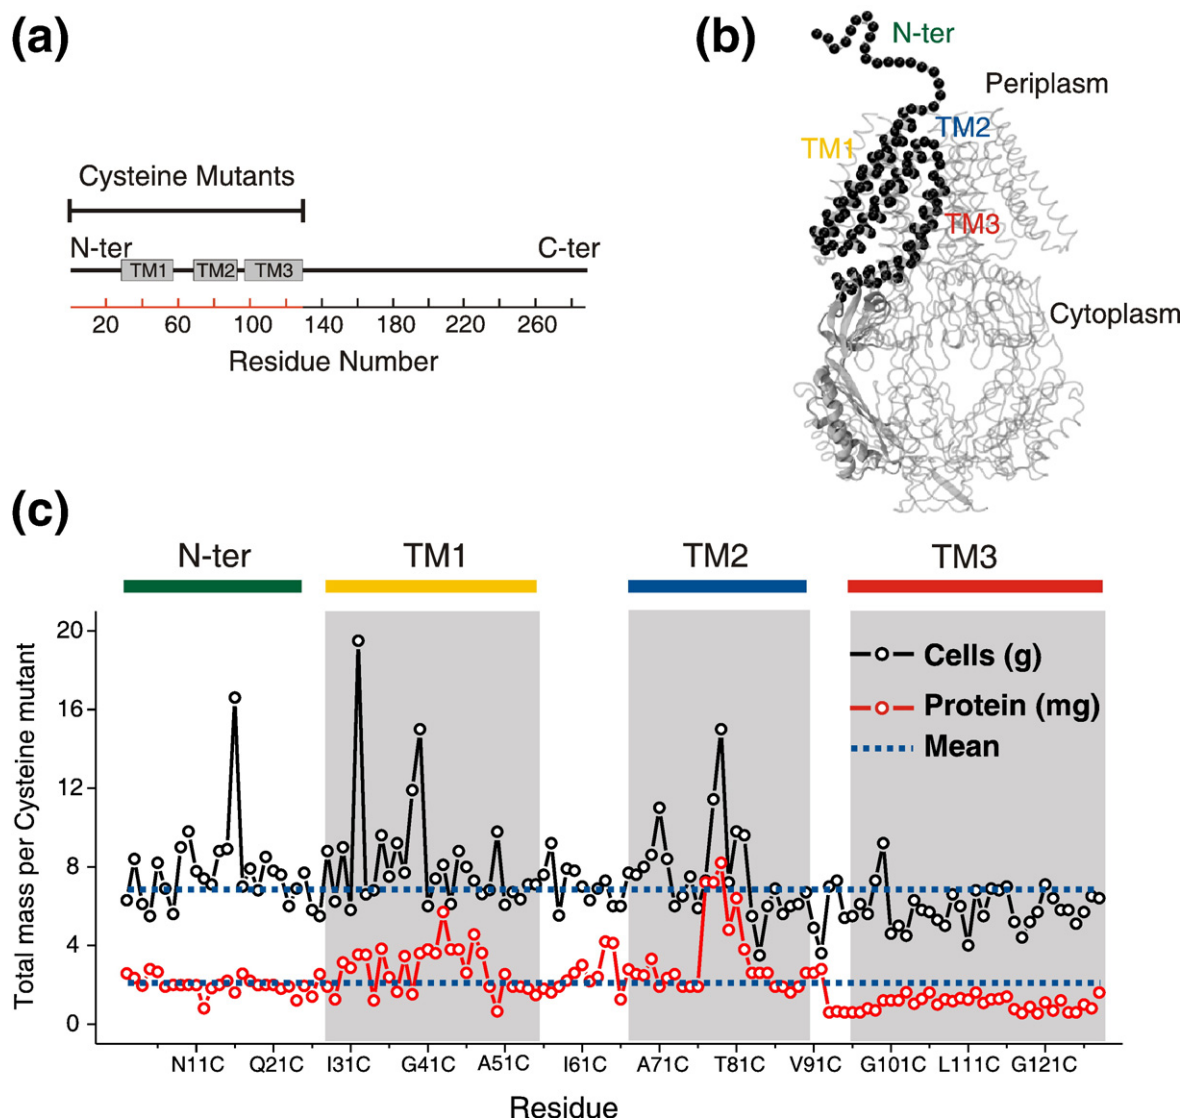 (a)
Cysteine Mutants
N-ter
C-ter
TM1 TM2 TM3
20 60 100 140 180 220 260
Residue Number
(b)
N-ter
Periplasm
TM2
TM1
TM3
Cytoplasm
(c)
N-ter TM1 TM2 TM3
Total mass per Cysteine mutant
20
16
12
8
4
0
Cells (g)
Protein (mg)
Mean
N11C Q21C I31C G41C A51C I61C A71C T81C V91C G101C L111C G121C
Residue